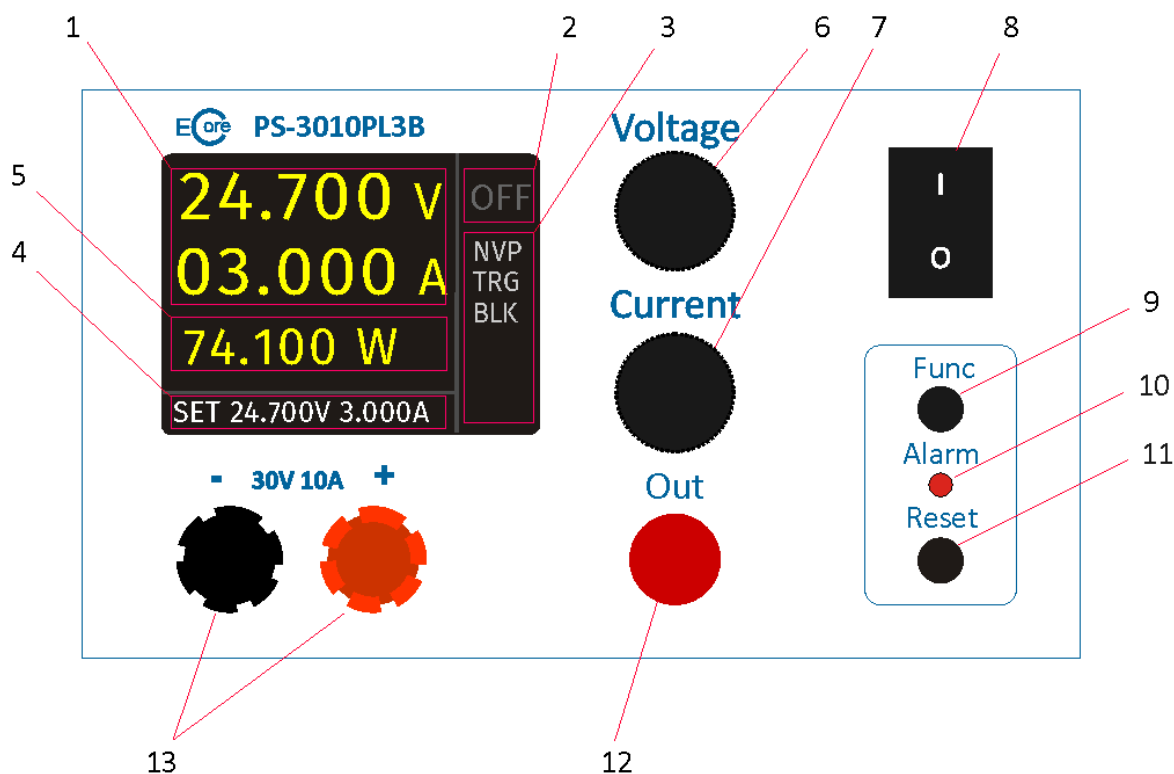 1
2
3
6
7
8
ECore PS-3010PL3B
Voltage
24.700 V
OFF
I
5
NVP
O
4
03.000 A
TRG
BLK
Current
74.100 W
9
Func
10
SET 24.700V 3.000A
Alarm
11
- 30V 10A +
Out
Reset
13
12